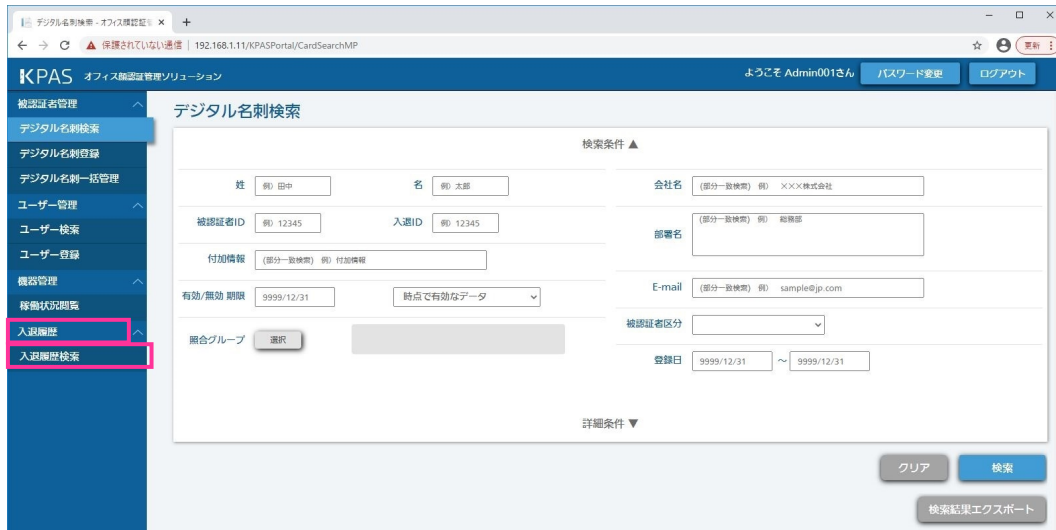 デジタル名刺検索 - オフィス顔認証
保護されていない通信 | 192.168.1.11/KPASPortal/CardSearchMP
更新
KPAS オフィス顔認証管理ソリューション
ようこそ Admin001さん
パスワード変更
ログアウト
被認証者管理
デジタル名刺検索
デジタル名刺登録
デジタル名刺一括管理
ユーザー管理
ユーザー検索
ユーザー登録
機器管理
稼働状況閲覧
入退履歴
入退履歴検索
デジタル名刺検索
検索条件 ▲
姓 例) 田中
名 例) 太郎
会社名 (部分一致検索) 例) ×××株式会社
被認証者ID 例) 12345
入退ID 例) 12345
部署名 (部分一致検索) 例) 総務部
付加情報 (部分一致検索) 例) 付加情報
有効/無効 期限 9999/12/31 時点で有効なデータ
E-mail (部分一致検索) 例) sample@jp.com
照合グループ 選択
被認証者区分
登録日 9999/12/31 ～ 9999/12/31
詳細条件 ▼
クリア
検索
検索結果エクスポート